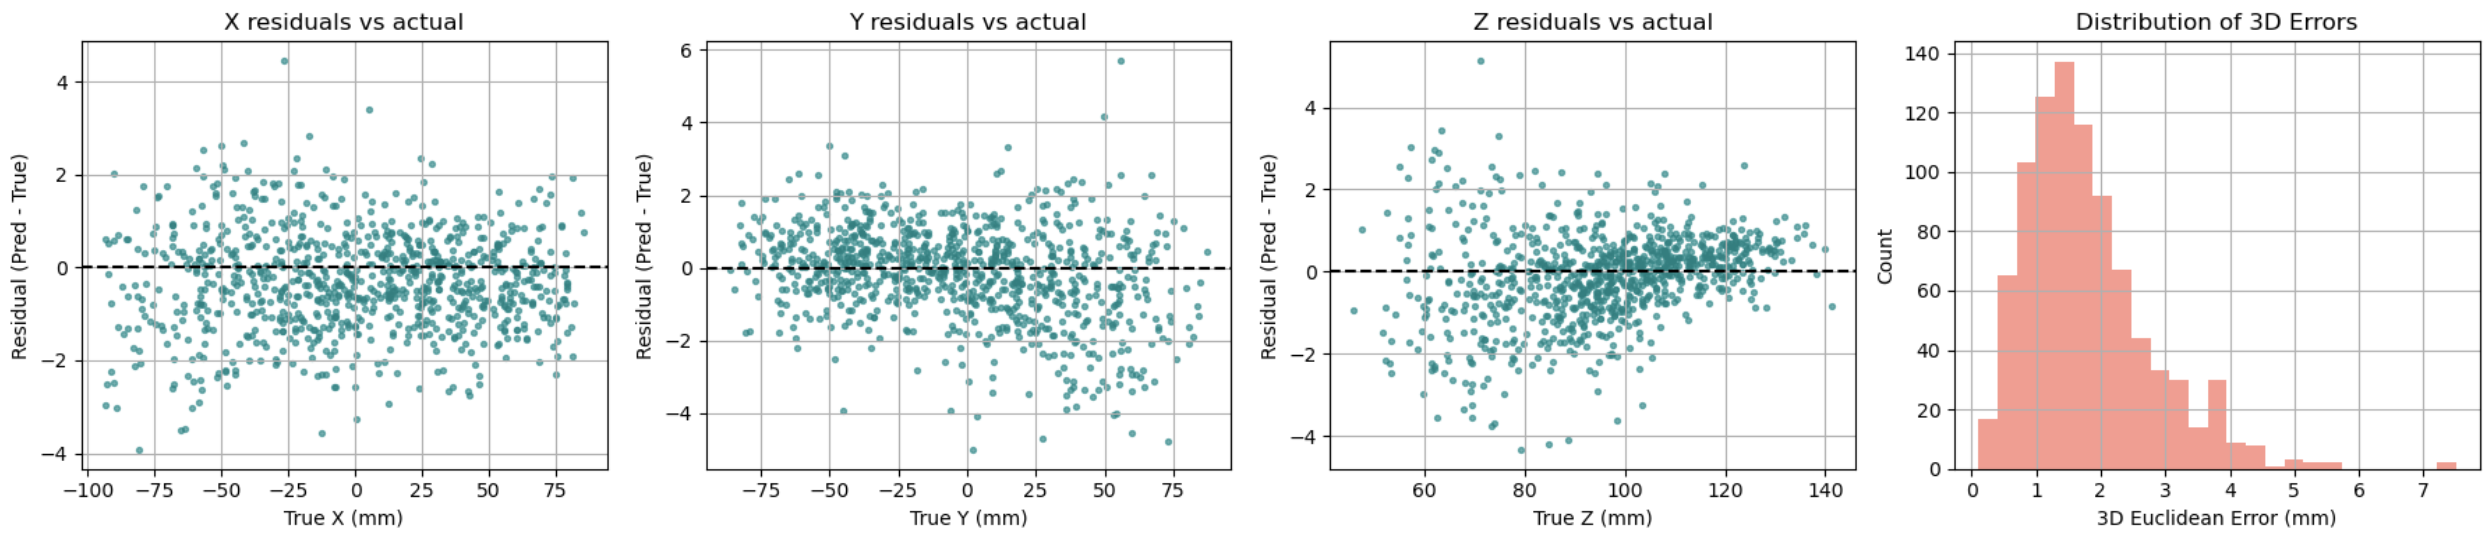 X residuals vs actual
Residual (Pred - True)
4
2
0
−2
−4
−100 −75 −50 −25 0 25 50 75
True X (mm)
Y residuals vs actual
Residual (Pred - True)
6
4
2
0
−2
−4
−75 −50 −25 0 25 50 75
True Y (mm)
Z residuals vs actual
Residual (Pred - True)
4
2
0
−2
−4
60 80 100 120 140
True Z (mm)
Distribution of 3D Errors
Count
140
120
100
80
60
40
20
0
0 1 2 3 4 5 6 7
3D Euclidean Error (mm)